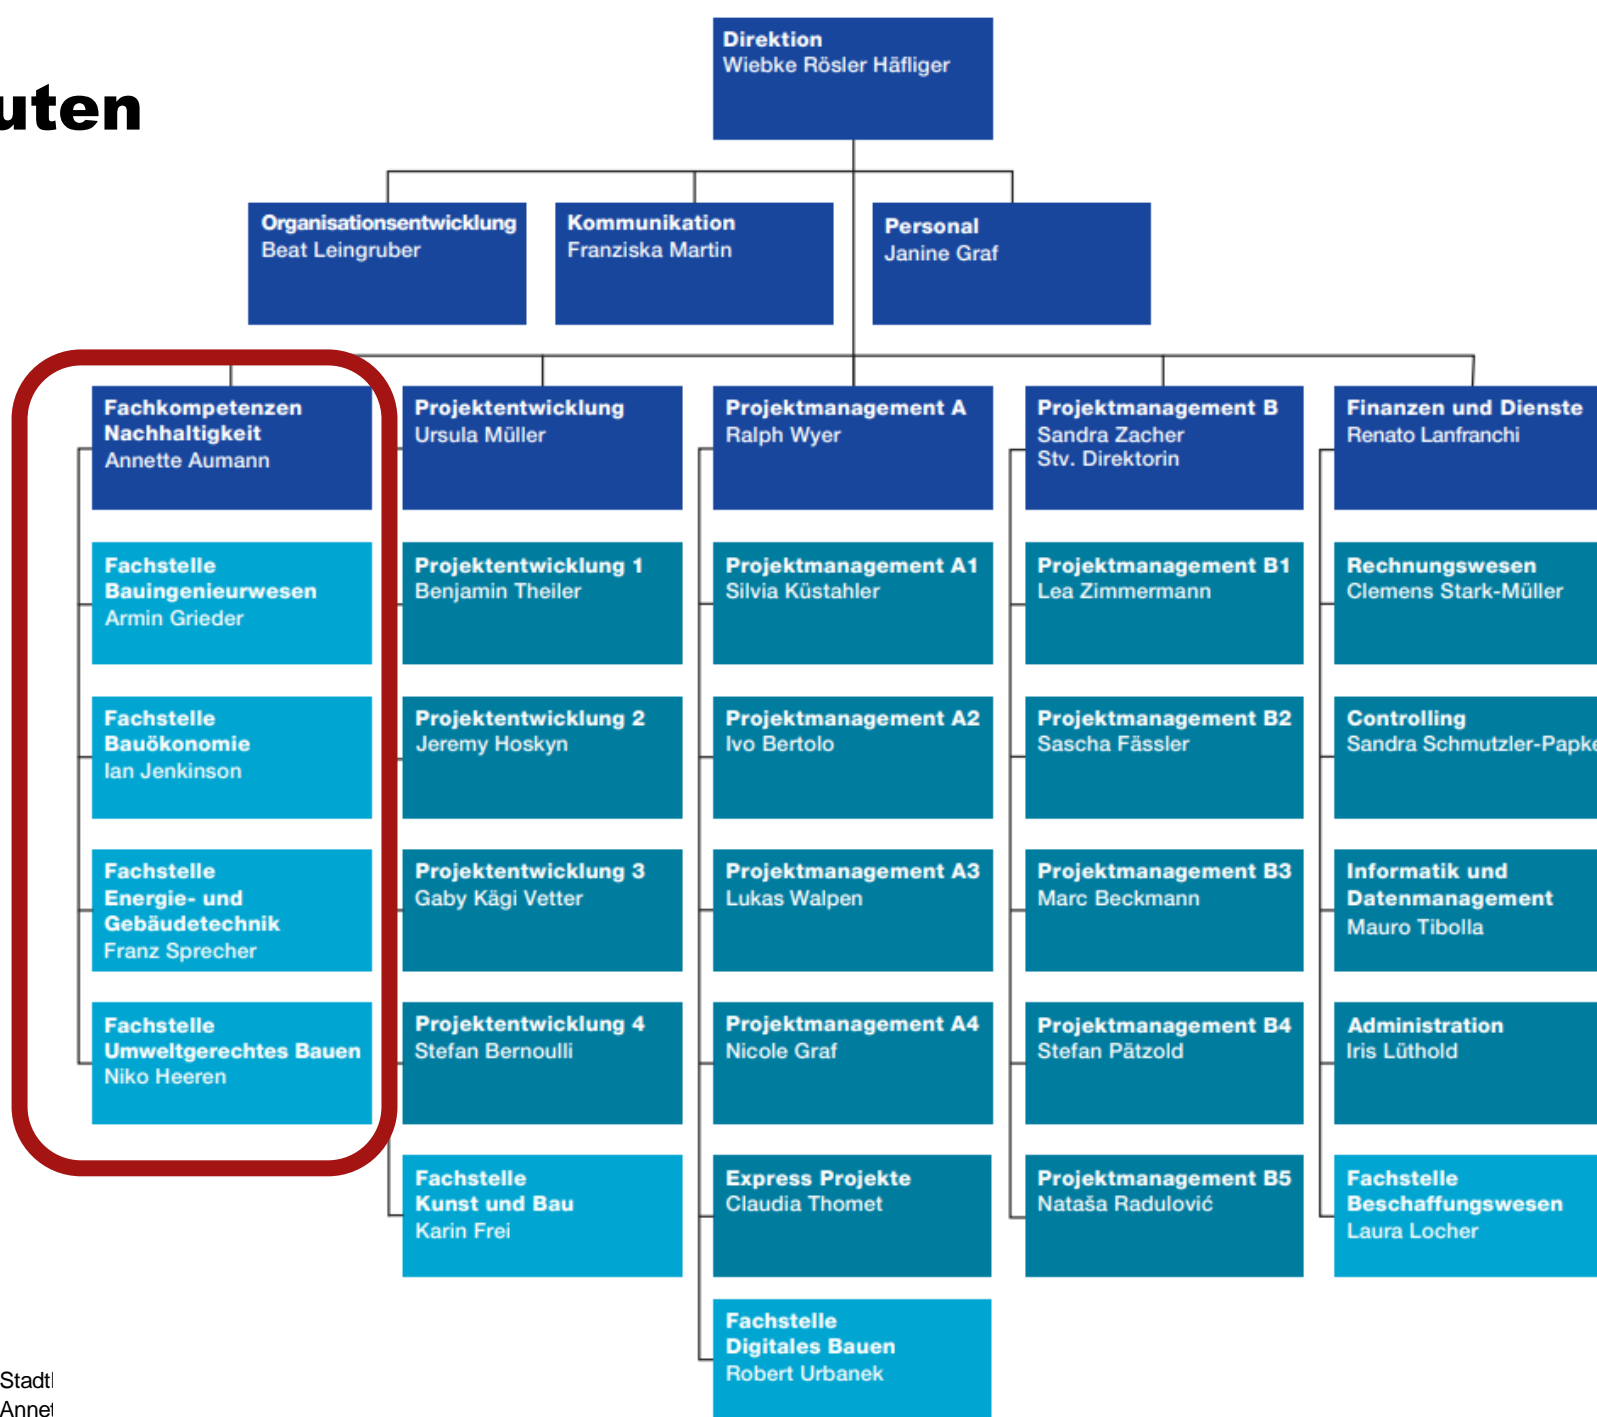 uten
Direktion
Wiebke Rösler Häfliger
Organisationsentwicklung
Beat Leingruber
Kommunikation
Franziska Martin
Personal
Janine Graf
Fachkompetenzen
Nachhaltigkeit
Annette Aumann
Fachstelle
Bauingenieurwesen
Armin Grieder
Fachstelle
Bauökonomie
Ian Jenkinson
Fachstelle
Energie- und
Gebäudetechnik
Franz Sprecher
Fachstelle
Umweltgerechtes Bauen
Niko Heeren
Projektentwicklung
Ursula Müller
Projektentwicklung 1
Benjamin Theiler
Projektentwicklung 2
Jeremy Hoskyn
Projektentwicklung 3
Gaby Kägi Vetter
Projektentwicklung 4
Stefan Bernoulli
Fachstelle
Kunst und Bau
Karin Frei
Projektmanagement A
Ralph Wyer
Projektmanagement A1
Silvia Küstahler
Projektmanagement A2
Ivo Bertolo
Projektmanagement A3
Lukas Walpen
Projektmanagement A4
Nicole Graf
Express Projekte
Claudia Thomet
Fachstelle
Digitales Bauen
Robert Urbanek
Projektmanagement B
Sandra Zacher
Stv. Direktorin
Projektmanagement B1
Lea Zimmermann
Projektmanagement B2
Sascha Fässler
Projektmanagement B3
Marc Beckmann
Projektmanagement B4
Stefan Pätzold
Projektmanagement B5
Nataša Radulović
Finanzen und Dienste
Renato Lanfranchi
Rechnungswesen
Clemens Stark-Müller
Controlling
Sandra Schmutzler-Papke
Informatik und
Datenmanagement
Mauro Tibolla
Administration
Iris Lüthold
Fachstelle
Beschaffungswesen
Laura Locher
Stadt
Annet